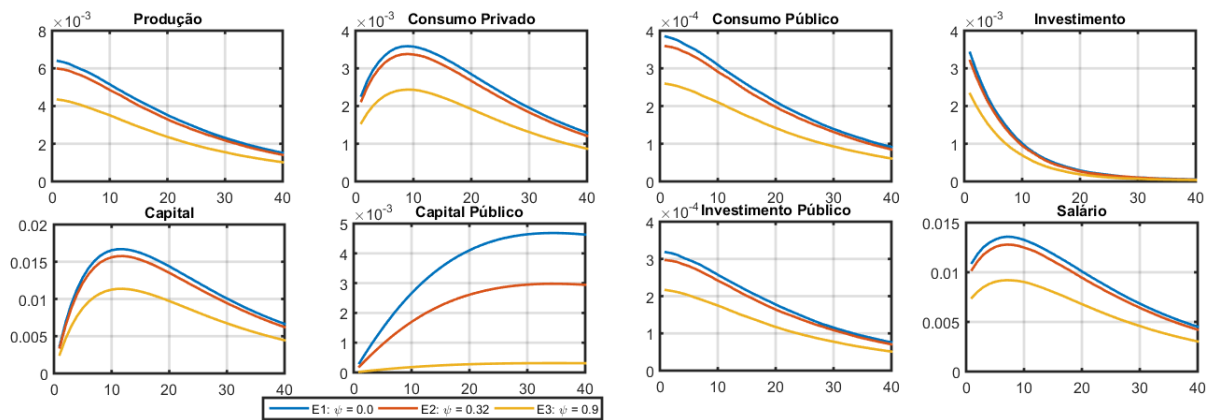 Produção
8 ×10⁻³
6
4
2
0
0 10 20 30 40
Consumo Privado
4 ×10⁻³
3
2
1
0
0 10 20 30 40
Consumo Público
4 ×10⁻⁴
3
2
1
0
0 10 20 30 40
Investimento
4 ×10⁻³
3
2
1
0
10 20 30 40
Capital
0.02
0.015
0.01
0.005
0
0 10 20 30 40
Capital Público
5 ×10⁻³
4
3
2
1
0
0 10 20 30 40
Investimento Público
4 ×10⁻⁴
3
2
1
0
0 10 20 30 40
Salário
0.015
0.01
0.005
0
0 10 20 30 40
E1: ψ = 0.0 E2: ψ = 0.32 E3: ψ = 0.9